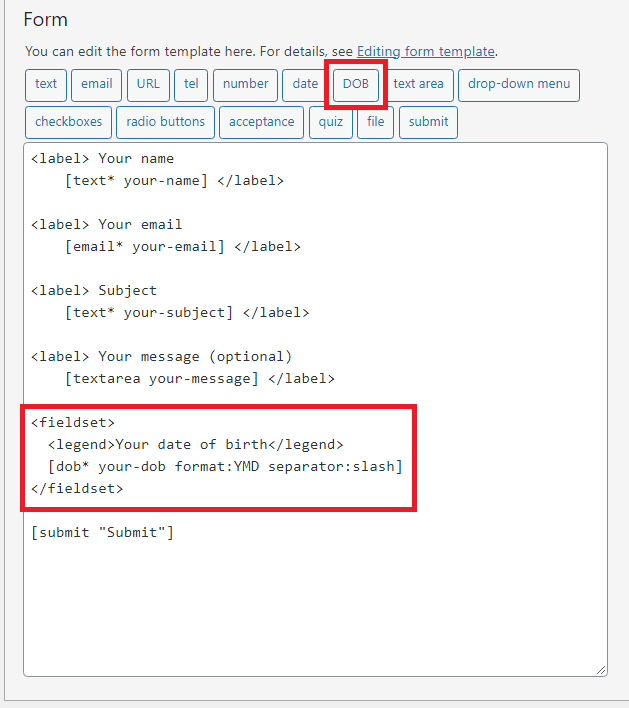 Form
You can edit the form template here. For details, see Editing form template.
text email URL tel number date DOB text area drop-down menu
checkboxes radio buttons acceptance quiz file submit
<label> Your name
    [text* your-name] </label>
<label> Your email
    [email* your-email] </label>
<label> Subject
    [text* your-subject] </label>
<label> Your message (optional)
    [textarea your-message] </label>
<fieldset>
  <legend>Your date of birth</legend>
  [dob* your-dob format:YMD separator:slash]
</fieldset>
[submit "Submit"]